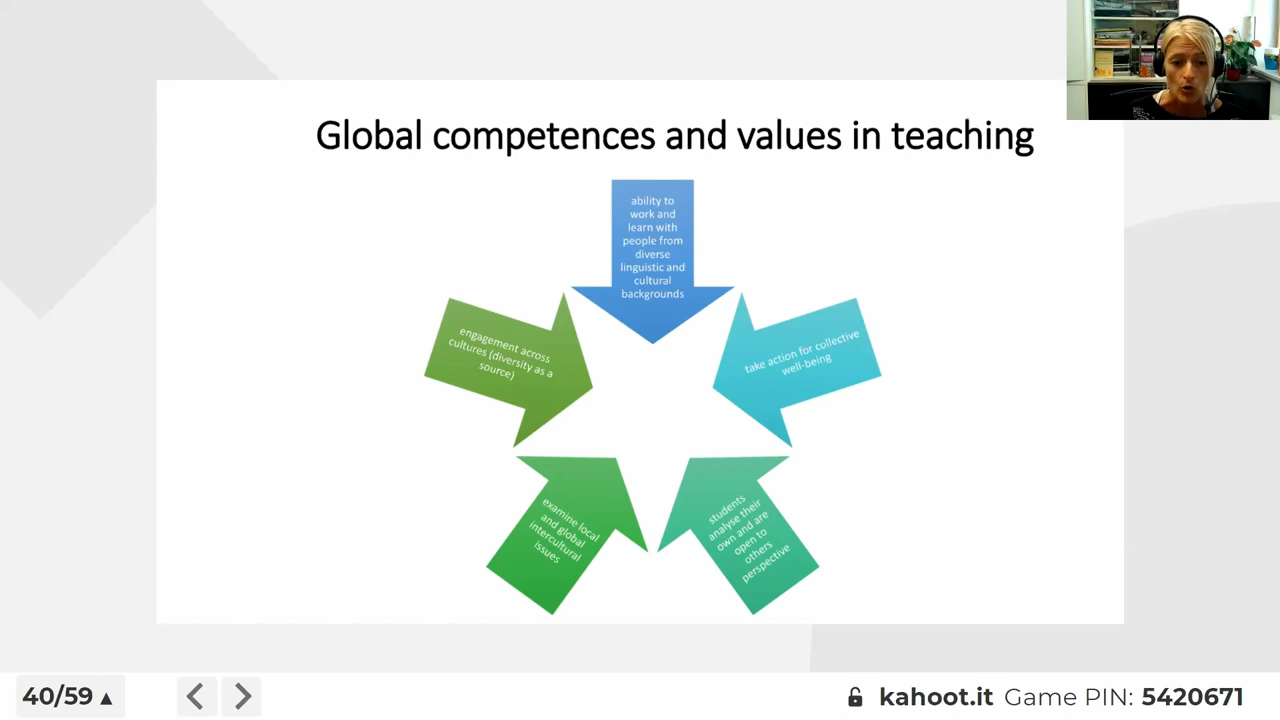 Global competences and values in teaching
ability to
work and
learn with
people from
diverse
linguistic and
cultural
backgrounds
take action for collective
well-being
students
analyse their
own and are
open to
others
perspective
examine local
and global
intercultural
issues
engagement across
cultures (diversity as a
source)
40/59 ▲
kahoot.it Game PIN: 5420671